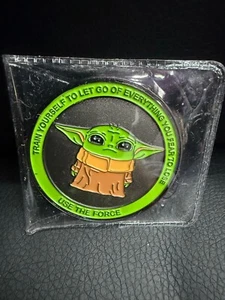 TRAIN YOURSELF TO LET GO OF EVERYTHING YOU FEAR TO LOSE
USE THE FORCE